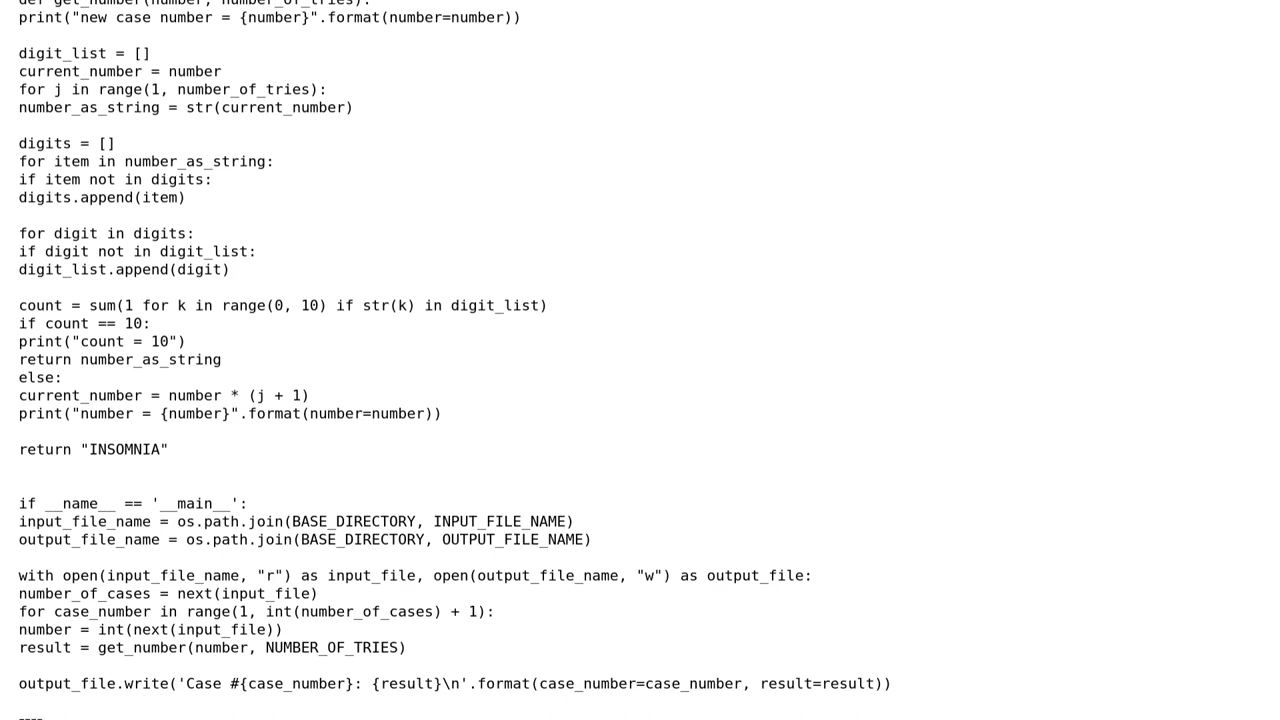 def get_number(number, number_of_tries):
print("new case number = {number}".format(number=number))

digit_list = []
current_number = number
for j in range(1, number_of_tries):
number_as_string = str(current_number)

digits = []
for item in number_as_string:
if item not in digits:
digits.append(item)

for digit in digits:
if digit not in digit_list:
digit_list.append(digit)

count = sum(1 for k in range(0, 10) if str(k) in digit_list)
if count == 10:
print("count = 10")
return number_as_string
else:
current_number = number * (j + 1)
print("number = {number}".format(number=number))

return "INSOMNIA"


if __name__ == '__main__':
input_file_name = os.path.join(BASE_DIRECTORY, INPUT_FILE_NAME)
output_file_name = os.path.join(BASE_DIRECTORY, OUTPUT_FILE_NAME)

with open(input_file_name, "r") as input_file, open(output_file_name, "w") as output_file:
number_of_cases = next(input_file)
for case_number in range(1, int(number_of_cases) + 1):
number = int(next(input_file))
result = get_number(number, NUMBER_OF_TRIES)

output_file.write('Case #{case_number}: {result}\n'.format(case_number=case_number, result=result))